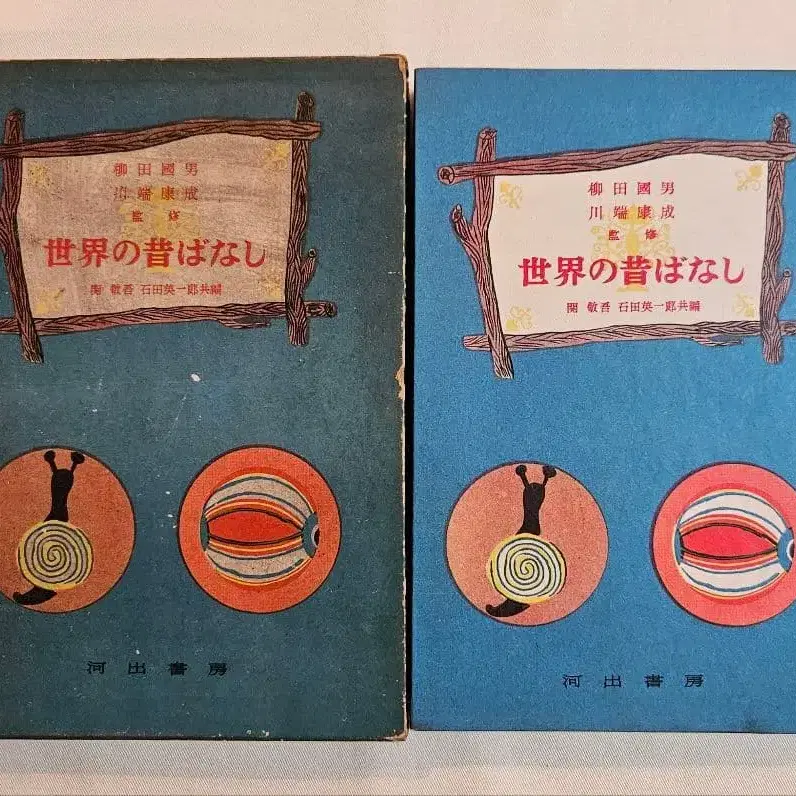 柳田國男
川端康成
監修
世界の昔ばなし
関 敬吾 石田英一郎共編
河出書房
柳田國男
川端康成
監修
世界の昔ばなし
関 敬吾 石田英一郎共編
河出書房